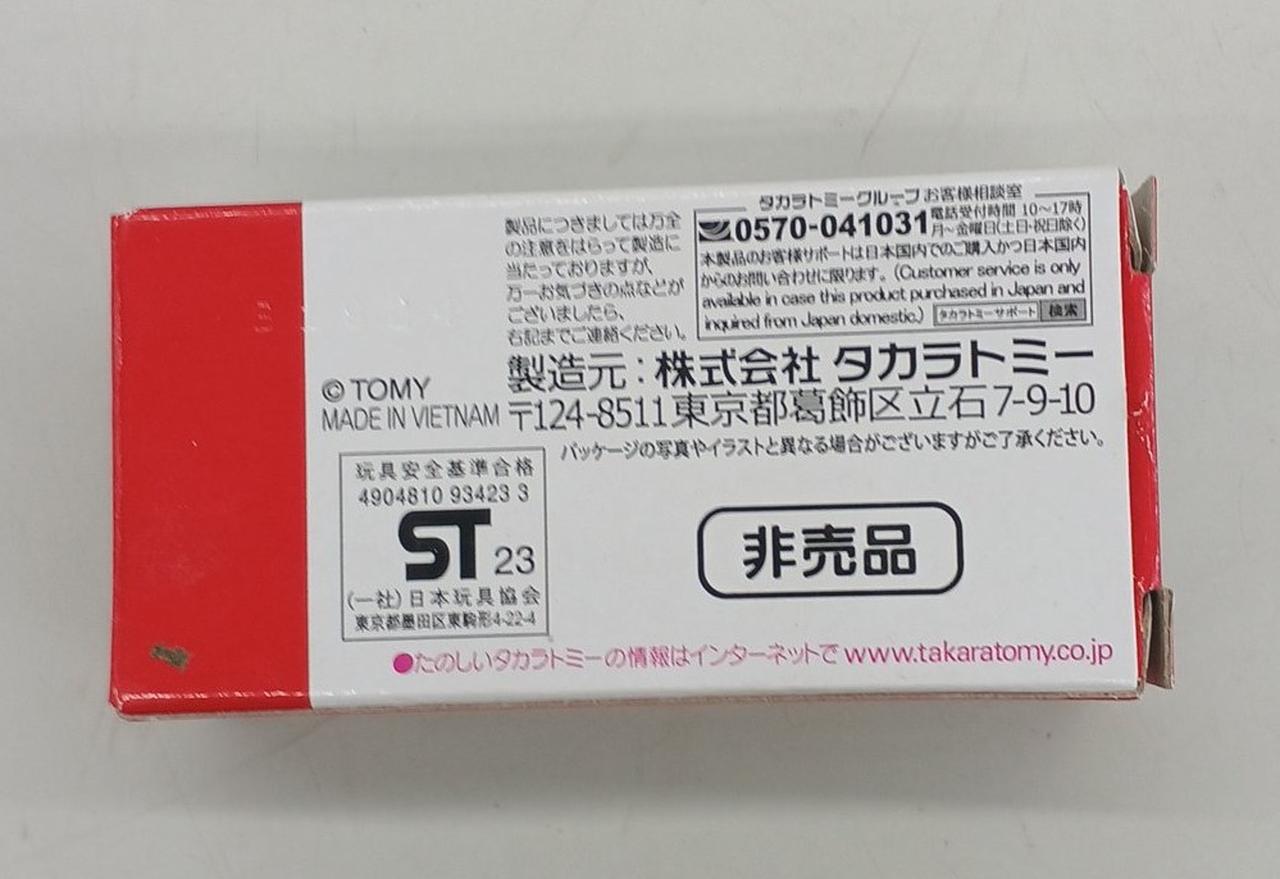 製品につきましては万全
の注意をはらって製造に
当たっておりますが、
万一お気づきの点などが
ございましたら、
右記までご連絡ください。
タカラトミーグループ お客様相談室
0570-041031 電話受付時間 10～17時
月～金曜日(土日・祝日除く)
本製品のお客様サポートは日本国内でのご購入かつ日本国内
からのお問い合わせに限ります。(Customer service is only
available in case this product purchased in Japan and
inquired from Japan domestic.) タカラトミーサポート 検索
製造元：株式会社 タカラトミー
〒124-8511 東京都葛飾区立石7-9-10
© TOMY
MADE IN VIETNAM
パッケージの写真やイラストと異なる場合がございますがご了承ください。
玩具安全基準合格
4904810 93423 3
ST 23
(一社)日本玩具協会
東京都墨田区東駒形4-22-4
非売品
●たのしいタカラトミーの情報はインターネットで www.takaratomy.co.jp